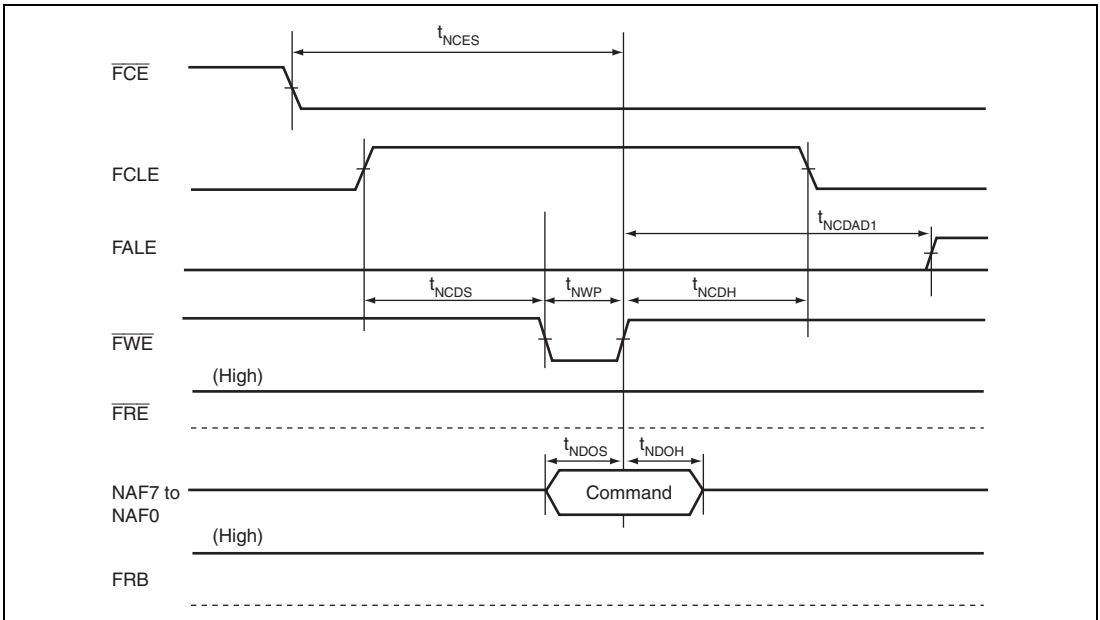 tNCES
FCE
FCLE
tNCDAD1
FALE
tNCDS tNWP tNCDH
FWE
(High)
FRE
tNDOS tNDOH
NAF7 to
NAF0
Command
(High)
FRB